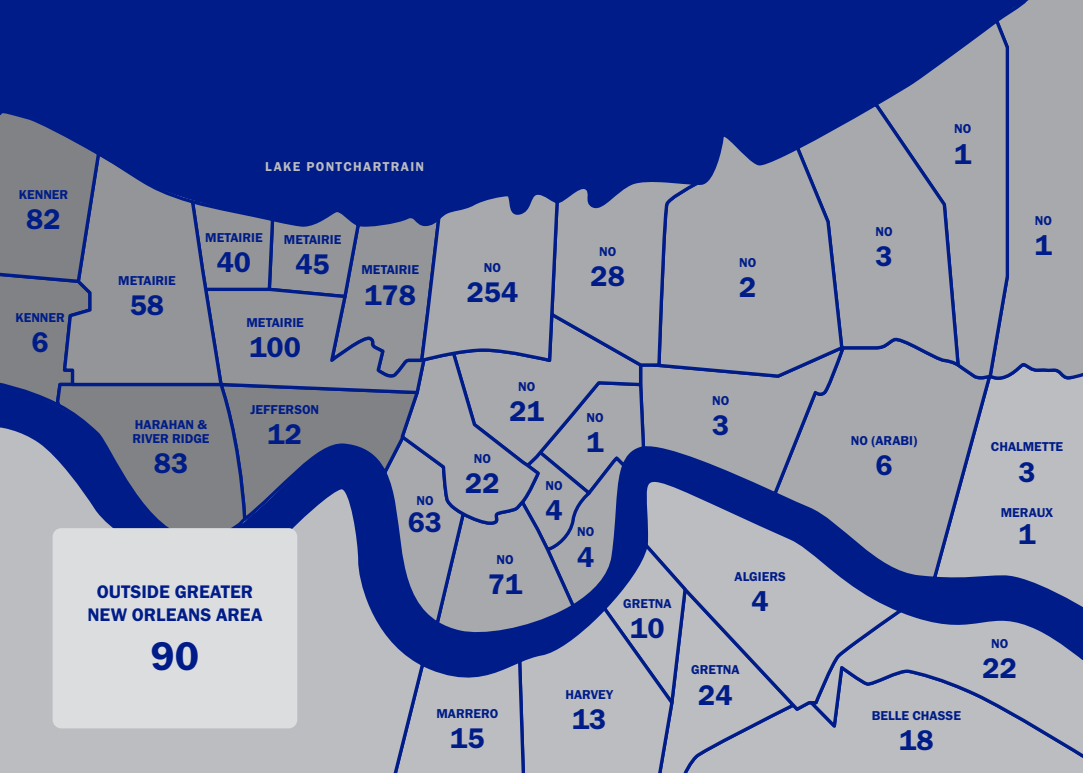 LAKE PONTCHARTRAIN
KENNER
82
KENNER
6
METAIRIE
58
METAIRIE
40
METAIRIE
45
METAIRIE
178
METAIRIE
100
NO
254
NO
28
NO
2
NO
3
NO
1
NO
1
HARAHAN &
RIVER RIDGE
83
JEFFERSON
12
NO
21
NO
1
NO
3
NO (ARABI)
6
CHALMETTE
3
MERAUX
1
NO
22
NO
63
NO
4
NO
4
NO
71
OUTSIDE GREATER
NEW ORLEANS AREA
90
ALGIERS
4
GRETNA
10
GRETNA
24
NO
22
MARRERO
15
HARVEY
13
BELLE CHASSE
18